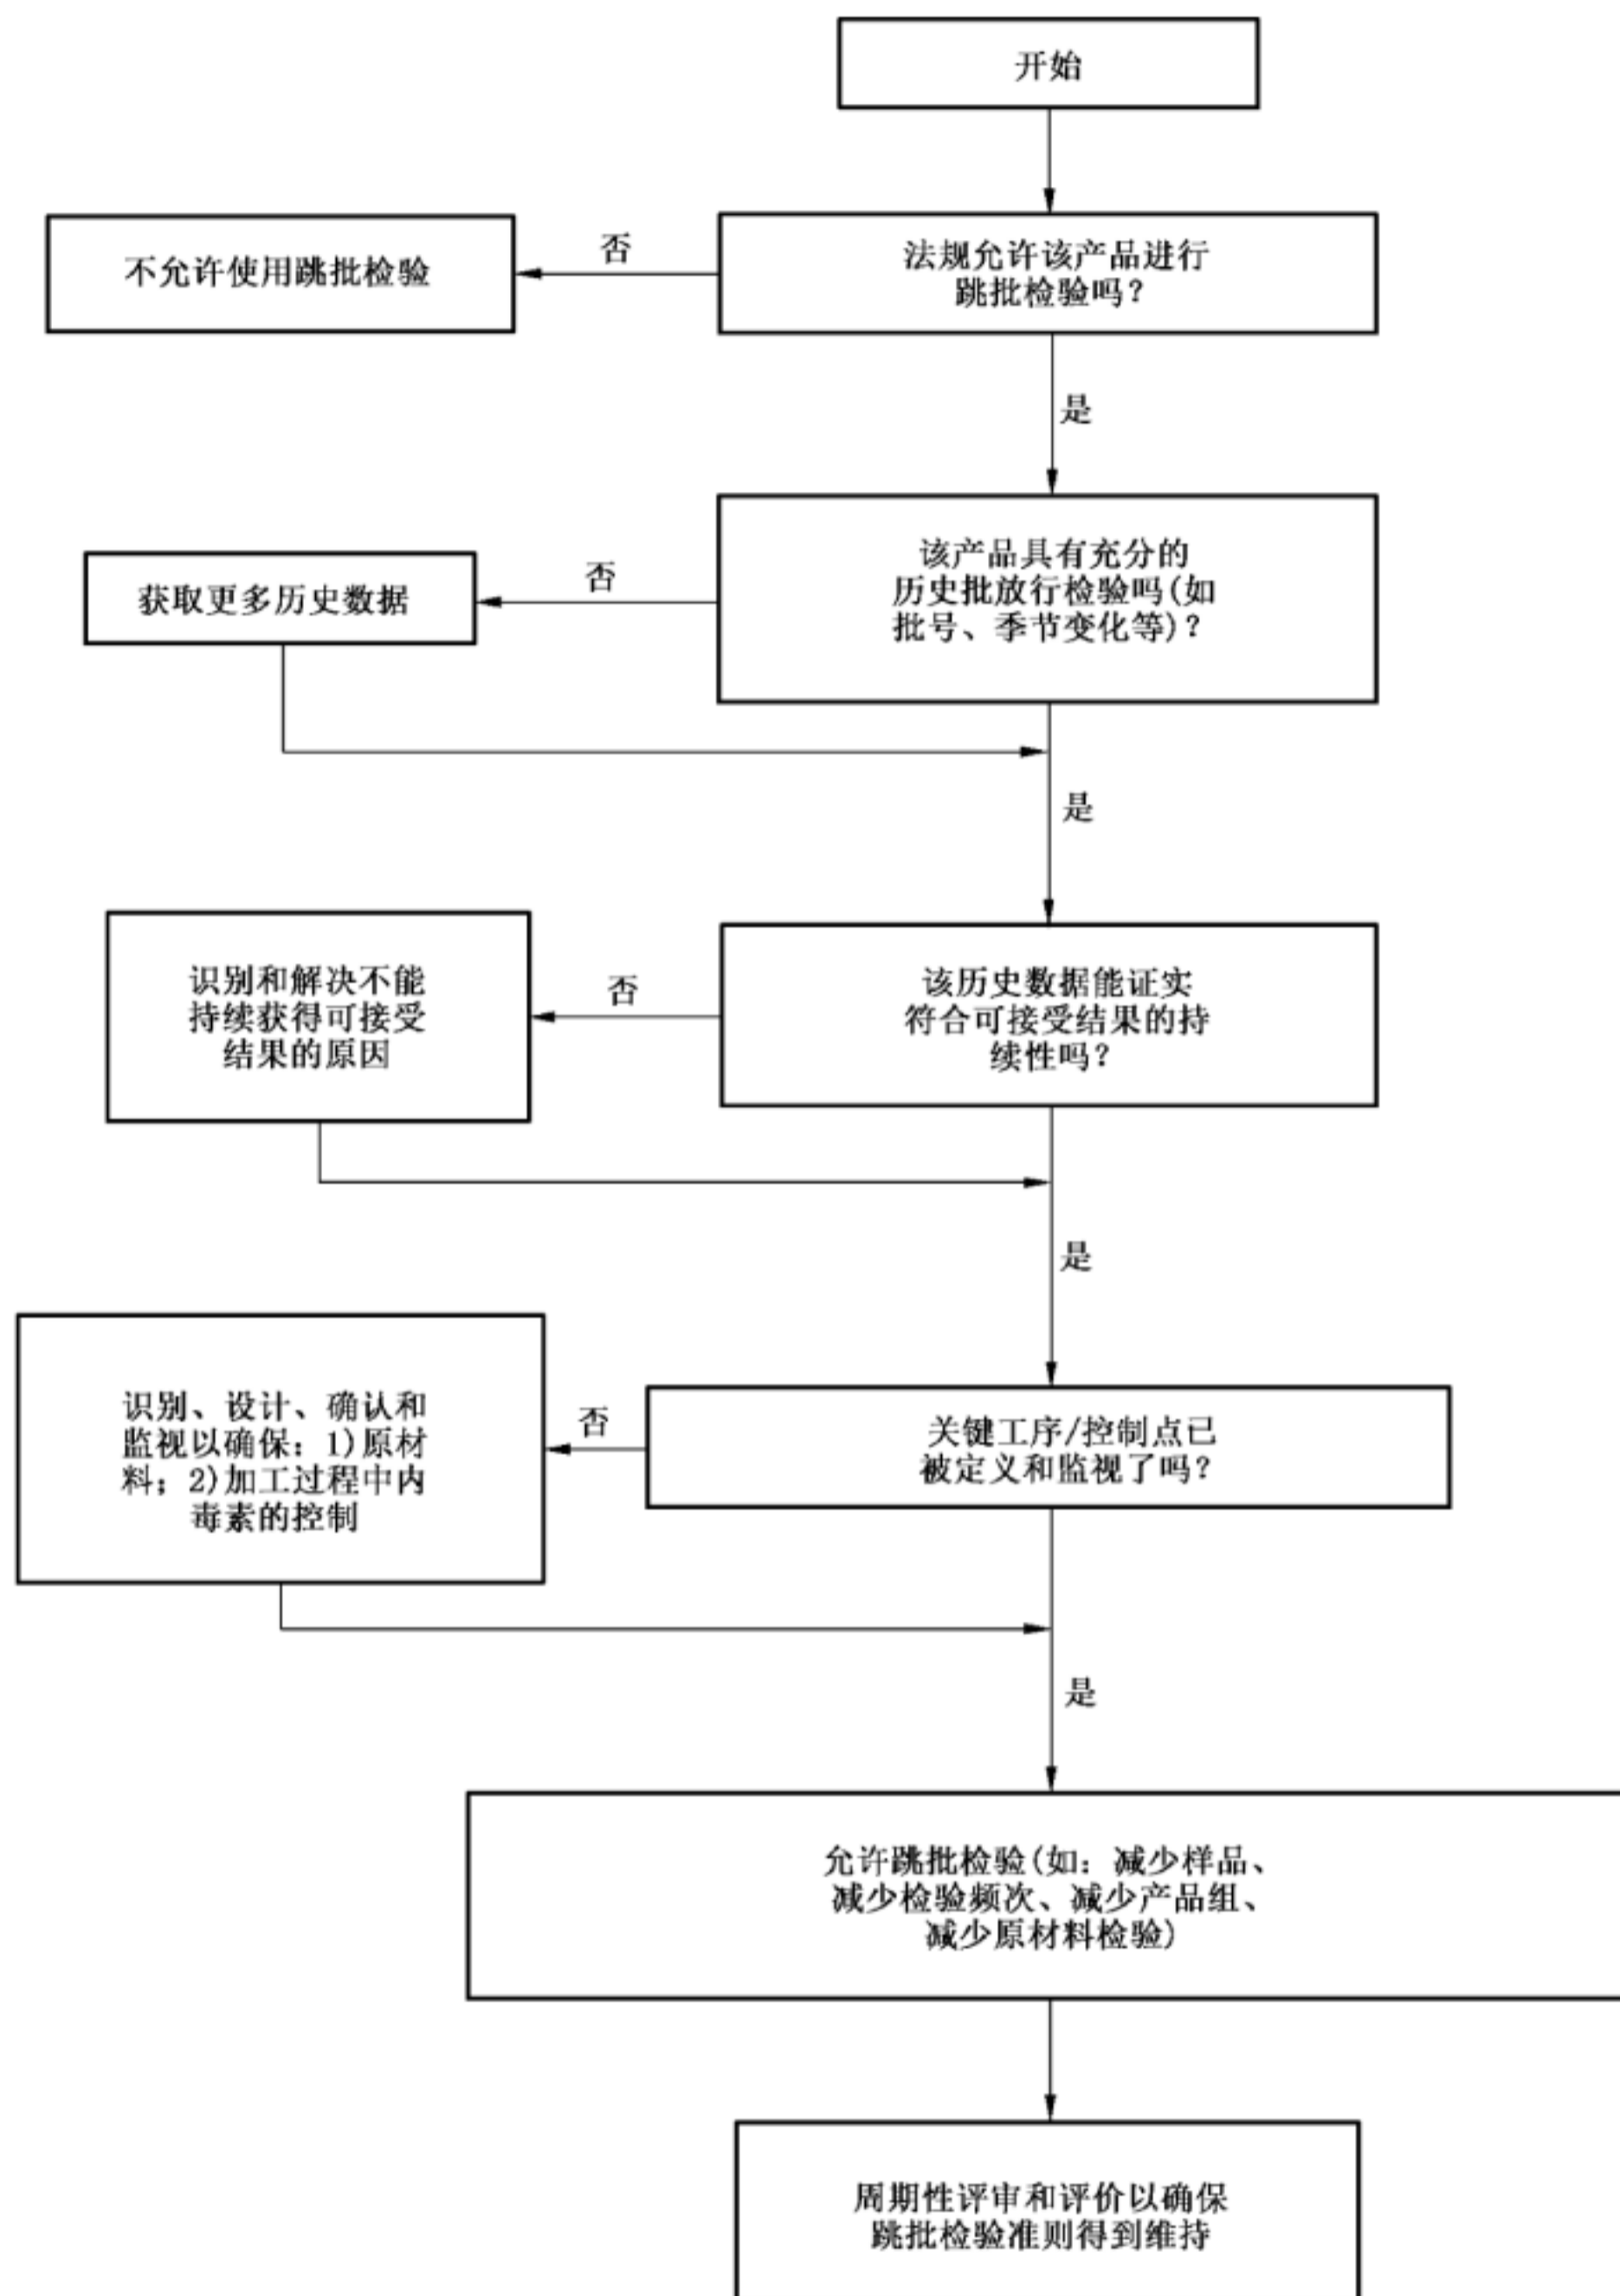 开始
法规允许该产品进行
跳批检验吗?
否
不允许使用跳批检验
是
该产品具有充分的
历史批放行检验吗(如
批号、季节变化等)?
否
获取更多历史数据
是
该历史数据能证实
符合可接受结果的持
续性吗?
否
识别和解决不能
持续获得可接受
结果的原因
是
关键工序/控制点已
被定义和监视了吗?
否
识别、设计、确认和
监视以确保:1)原材
料;2)加工过程中内
毒素的控制
是
允许跳批检验(如:减少样品、
减少检验频次、减少产品组、
减少原材料检验)
周期性评审和评价以确保
跳批检验准则得到维持